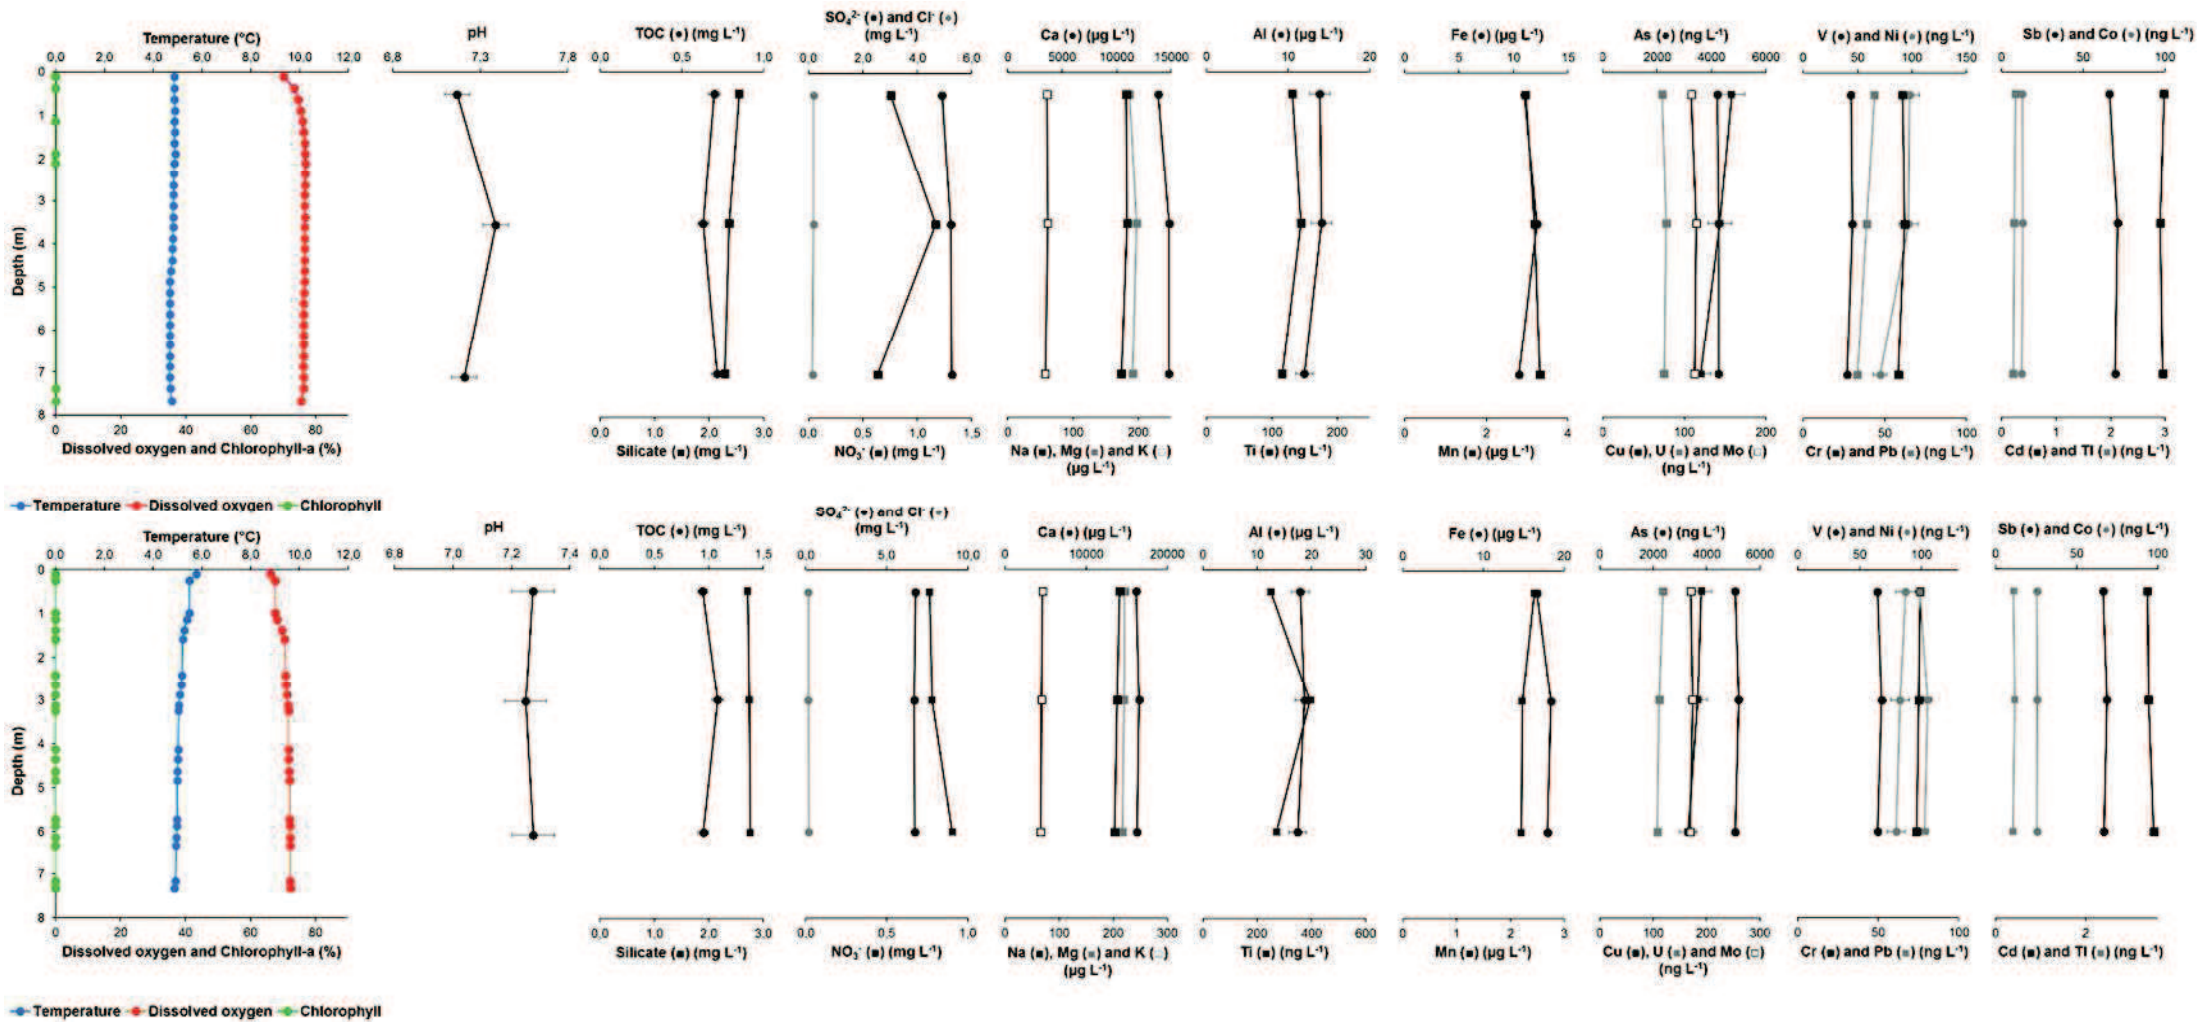 SO₄²⁻ (●) and Cl⁻ (●)
Temperature (°C) pH TOC (●) (mg L⁻¹) (mg L⁻¹) Ca (●) (µg L⁻¹) Al (●) (µg L⁻¹) Fe (●) (µg L⁻¹) As (●) (ng L⁻¹) V (●) and Ni (●) (ng L⁻¹) Sb (●) and Co (●) (ng L⁻¹)
0,0 2,0 4,0 6,0 8,0 10,0 12,0 6,8 7,3 7,8 0,0 0,5 1,0 0,0 2,0 4,0 6,0 0 5000 10000 15000 0 10 20 0 5 10 15 0 2000 4000 6000 0 50 100 150 0 50 100
0
1
2
3
4
5
6
7
8
Depth (m)
0 20 40 60 80 0,0 1,0 2,0 3,0 0,0 0,5 1,0 1,5 0 100 200 0 100 200 0 2 4 0 100 200 0 50 100 0 1 2 3
Dissolved oxygen and Chlorophyll-a (%) Silicate (■) (mg L⁻¹) NO₃⁻ (■) (mg L⁻¹) Na (■), Mg (■) and K (□) Ti (■) (ng L⁻¹) Mn (■) (µg L⁻¹) Cu (■), U (■) and Mo (□) Cr (■) and Pb (■) (ng L⁻¹) Cd (■) and Tl (■) (ng L⁻¹)
(µg L⁻¹) (ng L⁻¹)
Temperature Dissolved oxygen Chlorophyll
SO₄²⁻ (●) and Cl⁻ (●)
Temperature (°C) pH TOC (●) (mg L⁻¹) (mg L⁻¹) Ca (●) (µg L⁻¹) Al (●) (µg L⁻¹) Fe (●) (µg L⁻¹) As (●) (ng L⁻¹) V (●) and Ni (●) (ng L⁻¹) Sb (●) and Co (●) (ng L⁻¹)
0,0 2,0 4,0 6,0 8,0 10,0 12,0 6,8 7,0 7,2 7,4 0,0 0,5 1,0 1,5 0,0 5,0 10,0 0 10000 20000 0 10 20 30 0 10 20 0 2000 4000 6000 0 50 100 0 50 100
0
1
2
3
4
5
6
7
8
Depth (m)
0 20 40 60 80 0,0 1,0 2,0 3,0 0,0 0,5 1,0 0 100 200 300 0 200 400 600 0 1 2 3 0 100 200 300 0 50 100 0 2
Dissolved oxygen and Chlorophyll-a (%) Silicate (■) (mg L⁻¹) NO₃⁻ (■) (mg L⁻¹) Na (■), Mg (■) and K (□) Ti (■) (ng L⁻¹) Mn (■) (µg L⁻¹) Cu (■), U (■) and Mo (□) Cr (■) and Pb (■) (ng L⁻¹) Cd (■) and Tl (■) (ng L⁻¹)
(µg L⁻¹) (ng L⁻¹)
Temperature Dissolved oxygen Chlorophyll